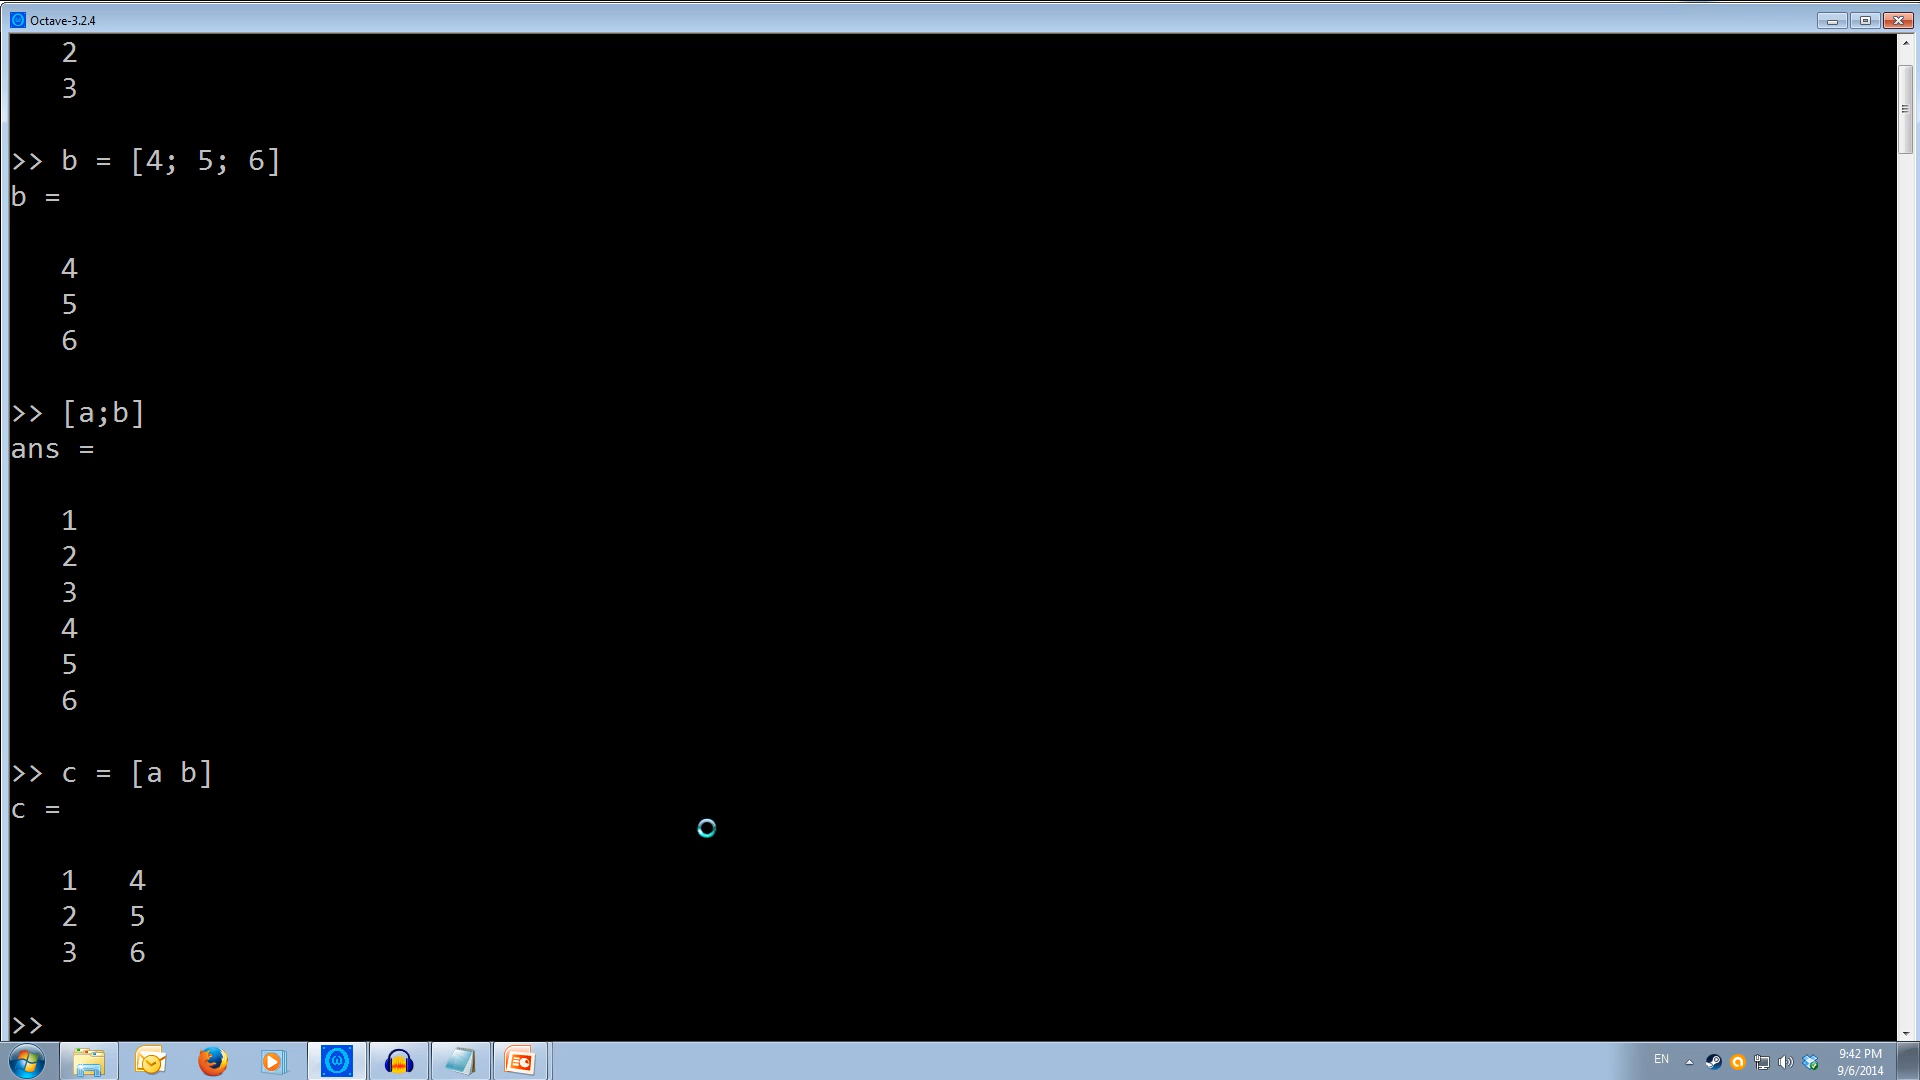 Octave-3.2.4
2
3
>> b = [4; 5; 6]
b =
4
5
6
>> [a;b]
ans =
1
2
3
4
5
6
>> c = [a b]
c =
1 4
2 5
3 6
>>
EN
9:42 PM
9/6/2014